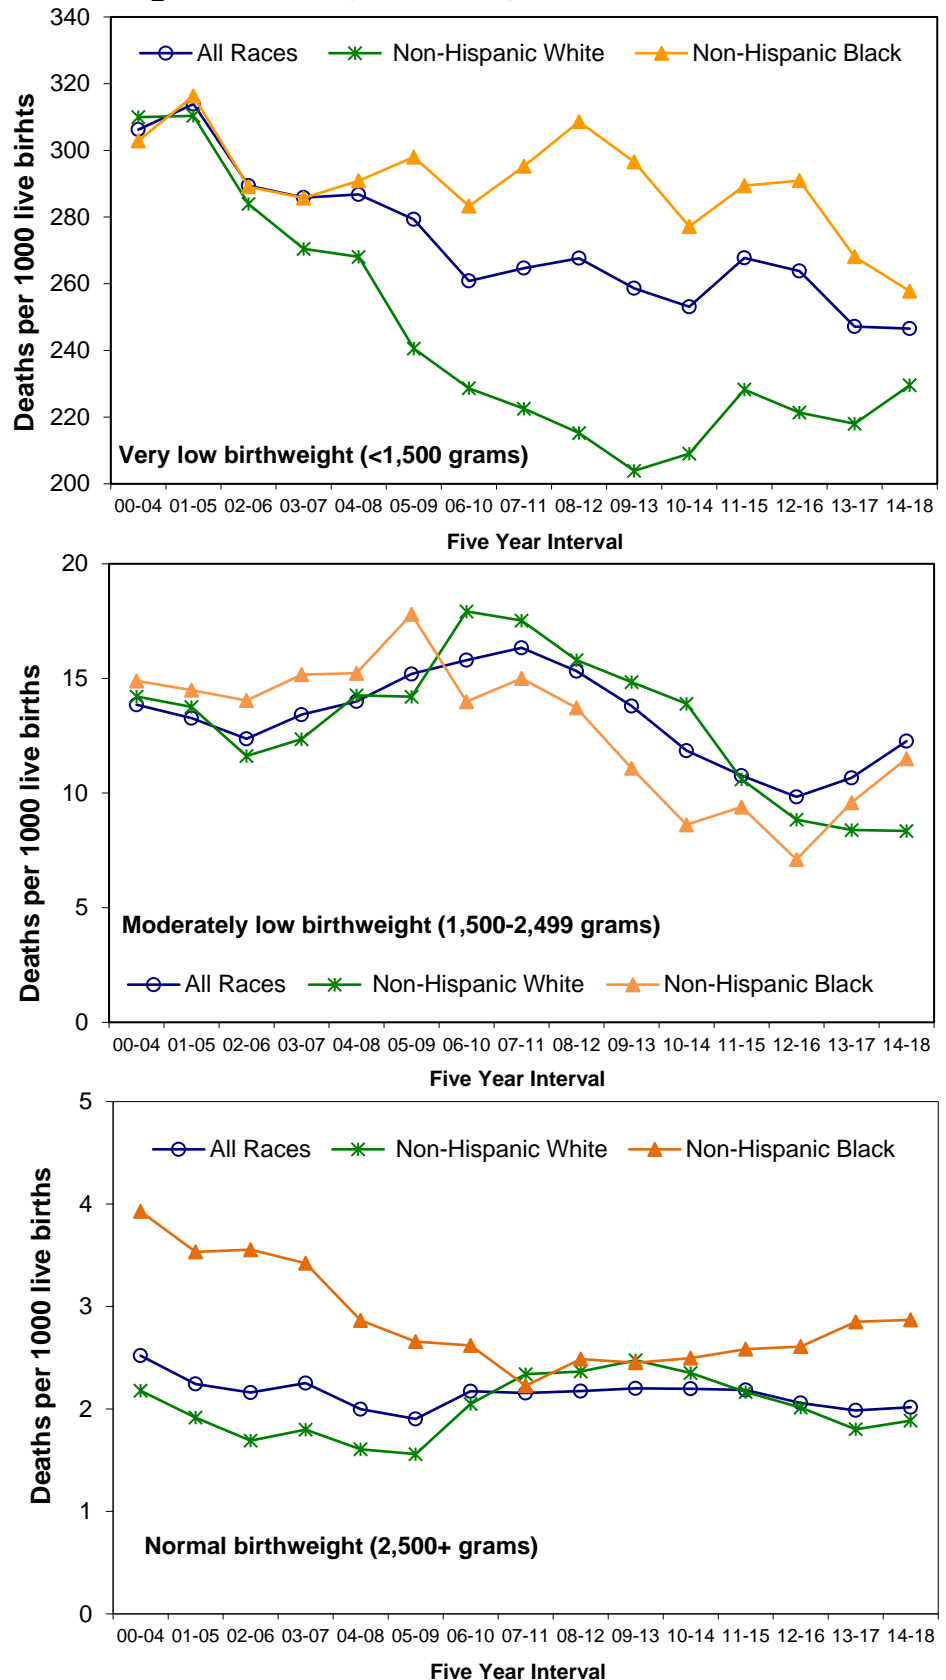 340
All Races Non-Hispanic White Non-Hispanic Black
320
300
280
260
240
220
200
Deaths per 1000 live birhts
Very low birthweight (<1,500 grams)
00-04 01-05 02-06 03-07 04-08 05-09 06-10 07-11 08-12 09-13 10-14 11-15 12-16 13-17 14-18
Five Year Interval
20
15
10
5
0
Deaths per 1000 live births
Moderately low birthweight (1,500-2,499 grams)
All Races Non-Hispanic White Non-Hispanic Black
00-04 01-05 02-06 03-07 04-08 05-09 06-10 07-11 08-12 09-13 10-14 11-15 12-16 13-17 14-18
Five Year Interval
5
All Races Non-Hispanic White Non-Hispanic Black
4
3
2
1
0
Deaths per 1000 live births
Normal birthweight (2,500+ grams)
00-04 01-05 02-06 03-07 04-08 05-09 06-10 07-11 08-12 09-13 10-14 11-15 12-16 13-17 14-18
Five Year Interval